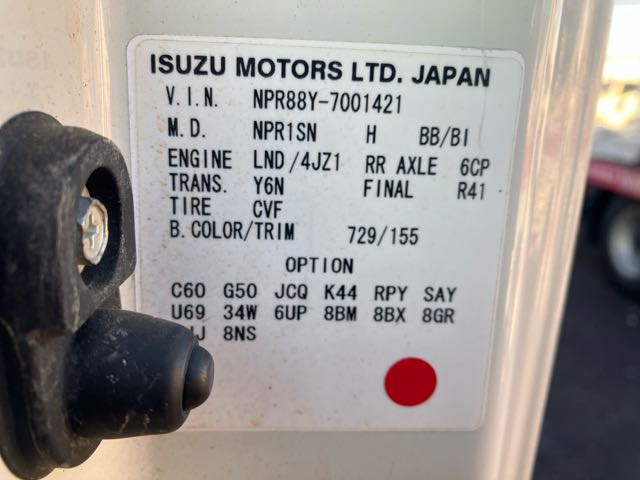 ISUZU MOTORS LTD. JAPAN
V.I.N. NPR88Y-7001421
M.D. NPR1SN H BB/BI
ENGINE LND/4JZ1 RR AXLE 6CP
TRANS. Y6N FINAL R41
TIRE CVF
B.COLOR/TRIM 729/155
OPTION
C60 G50 JCQ K44 RPY SAY
U69 34W 6UP 8BM 8BX 8GR
8NS